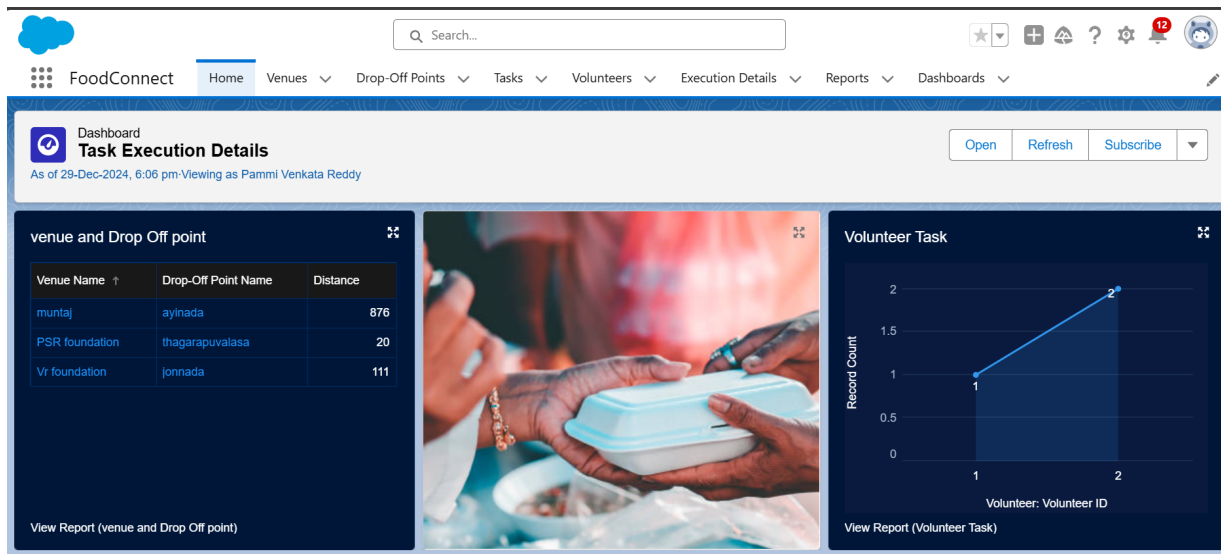 Search...
12
FoodConnect Home Venues Drop-Off Points Tasks Volunteers Execution Details Reports Dashboards
Dashboard
Task Execution Details
As of 29-Dec-2024, 6:06 pm·Viewing as Pammi Venkata Reddy
Open Refresh Subscribe
venue and Drop Off point
Venue Name ↑ Drop-Off Point Name Distance
muntaj ayinada 876
PSR foundation thagarapuvalasa 20
Vr foundation jonnada 111
View Report (venue and Drop Off point)
Volunteer Task
Record Count
2
1.5
1
0.5
0
1
2
1 2
Volunteer: Volunteer ID
View Report (Volunteer Task)